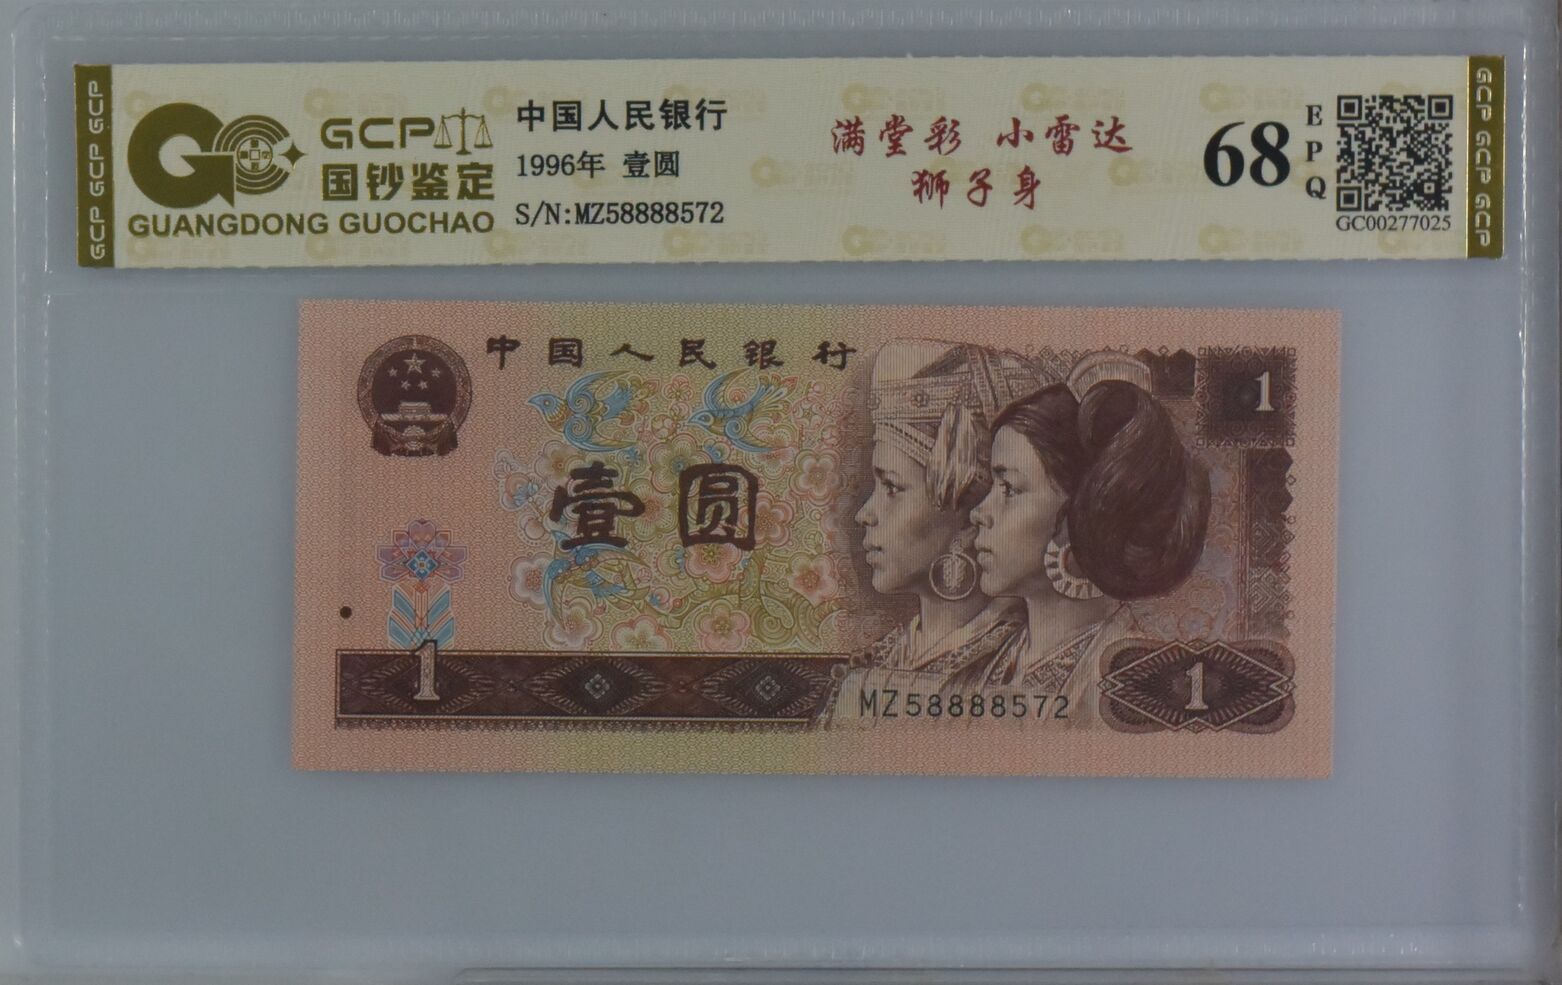 GCP GCP GCP
GCP
国钞鉴定
GUANGDONG GUOCHAO
中国人民银行
1996年 壹圆
S/N:MZ58888572
满堂彩 小雷达
狮子身
68
EPQ
GC00277025
GCP GCP GCP
中国人民银行
1
壹圆
1
1
MZ58888572